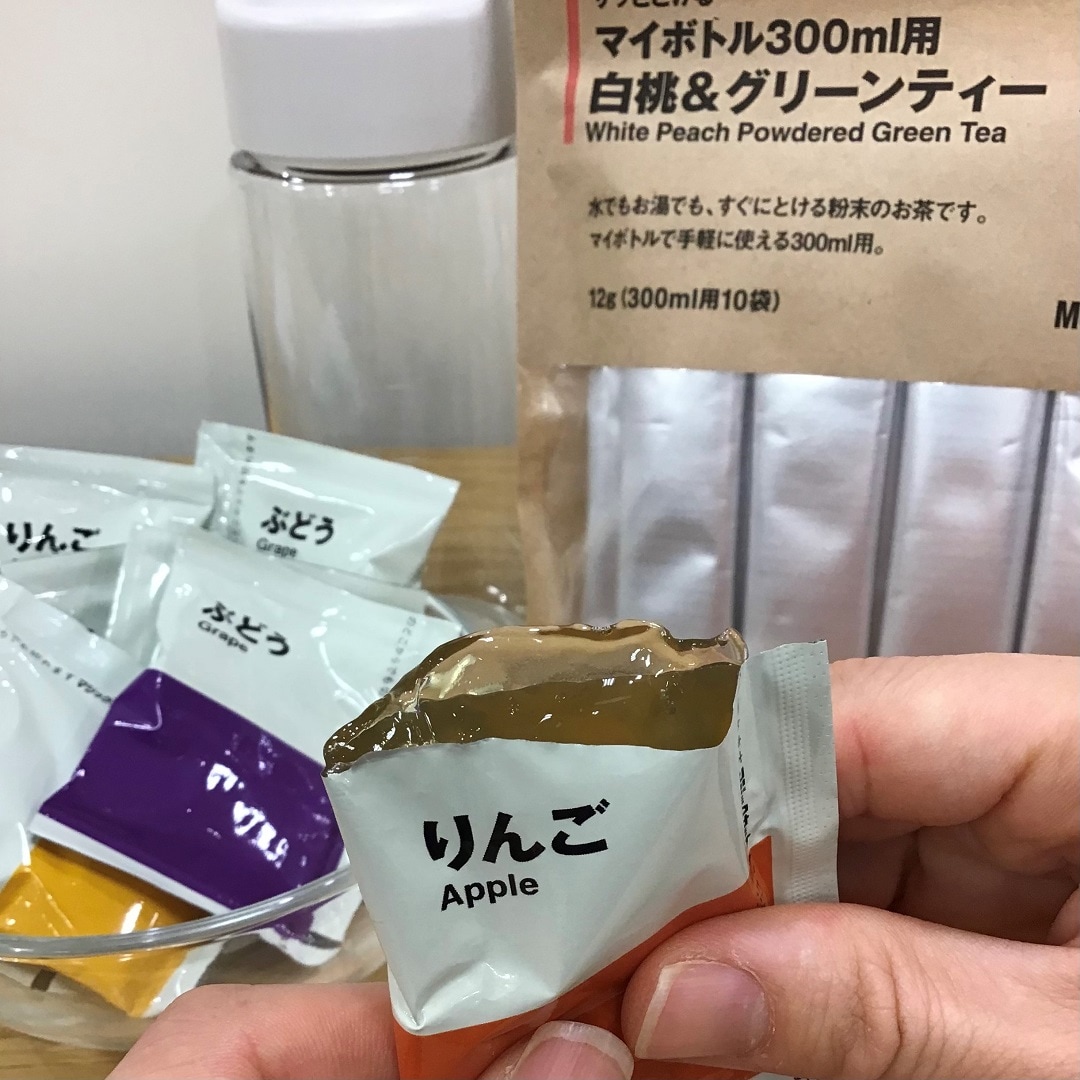 マイボトル300ml用
白桃&グリーンティー
White Peach Powdered Green Tea
水でもお湯でも、すぐにとける粉末のお茶です。
マイボトルで手軽に使える300ml用。
12g(300ml用10袋)
M
ぶどう
Grape
りんご
ぶどう
Grape
りんご
Apple